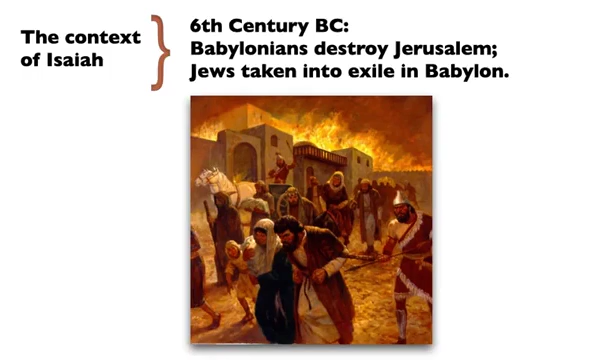 The context
of Isaiah
6th Century BC:
Babylonians destroy Jerusalem;
Jews taken into exile in Babylon.